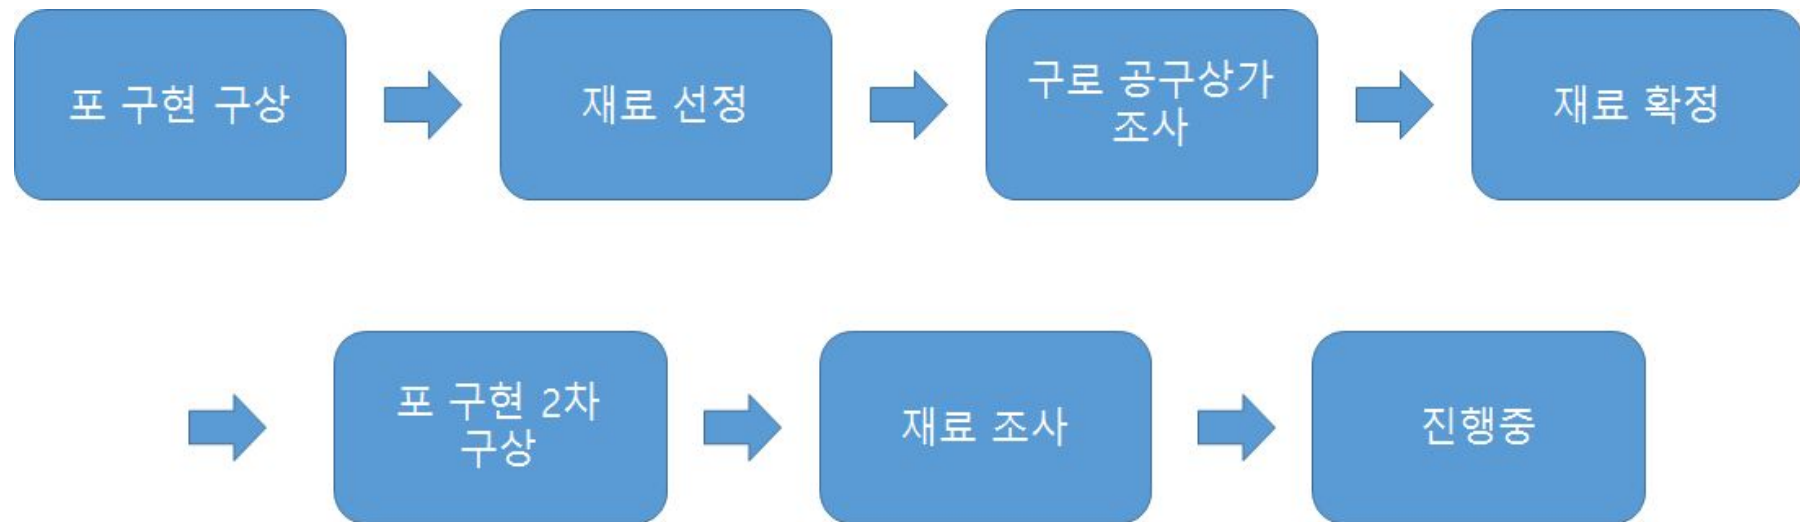 포 구현 구상
재료 선정
구로 공구상가
조사
재료 확정
포 구현 2차
구상
재료 조사
진행중